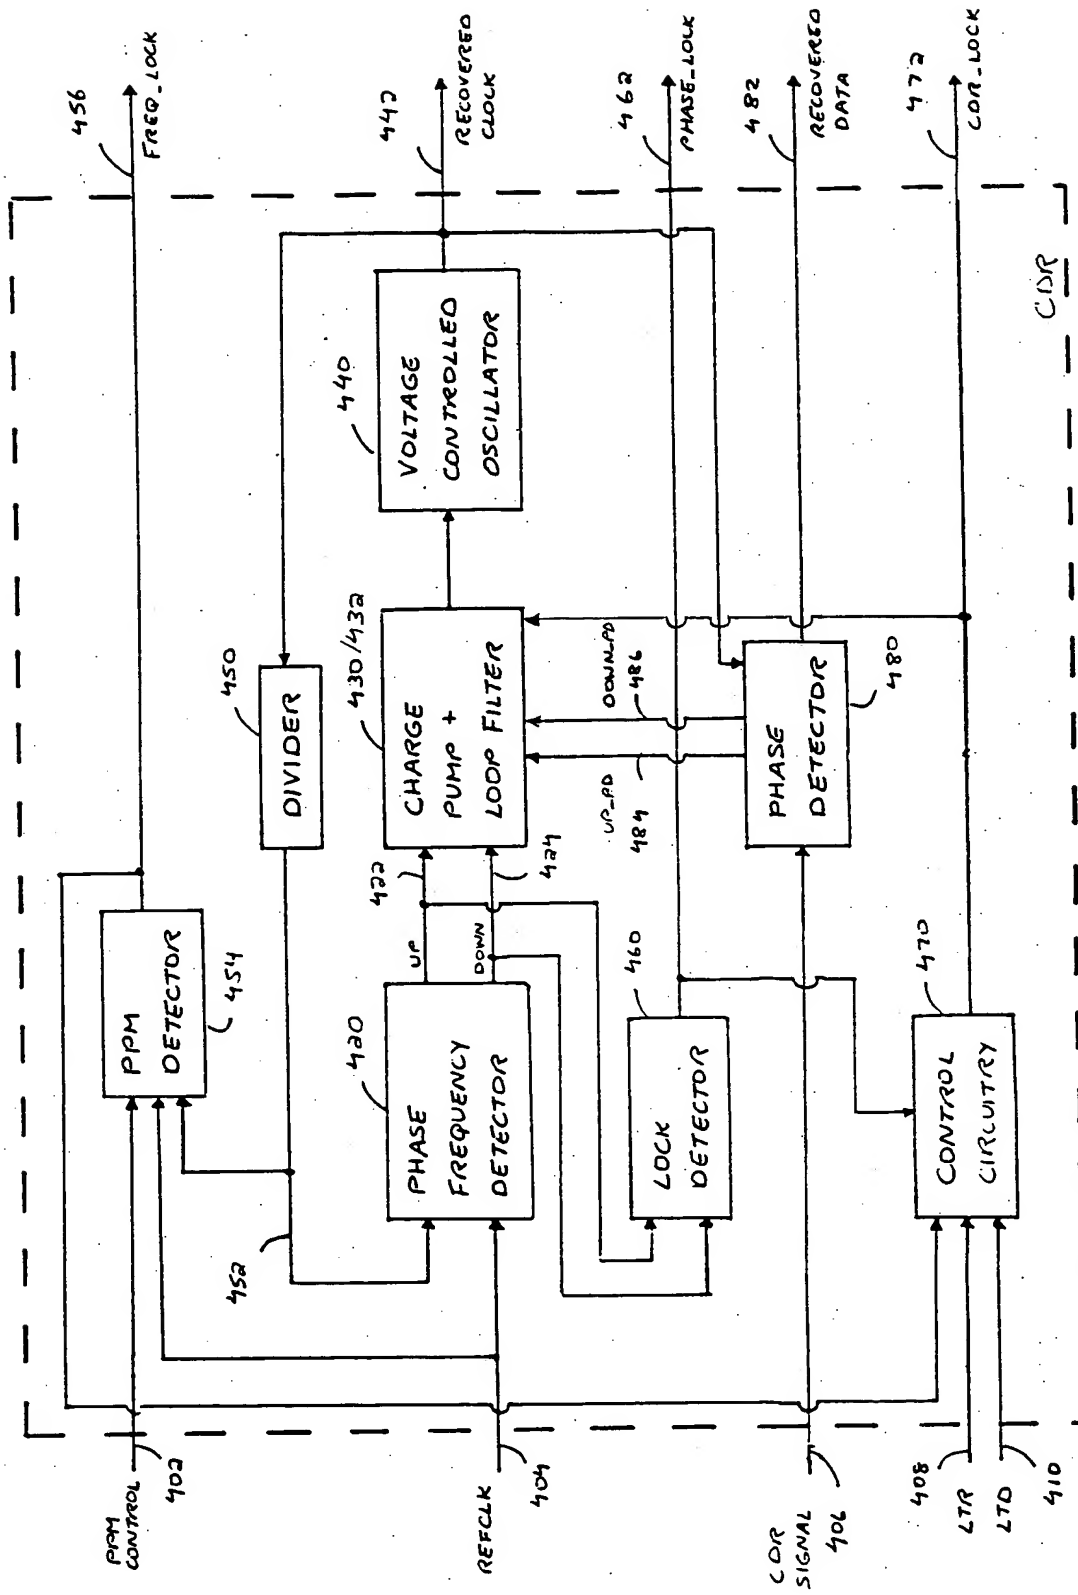 PPM
CONTROL
402
REFCLK
404
CDR
SIGNAL
406
408
LTR
LTD
410
PPM
DETECTOR
454
456
FREQ_LOCK
DIVIDER
450
452
PHASE
FREQUENCY
DETECTOR
420
UP
DOWN
422
424
CHARGE
PUMP +
LOOP FILTER
430/432
VOLTAGE
CONTROLLED
OSCILLATOR
440
442
RECOVERED
CLOCK
LOCK
DETECTOR
460
462
PHASE_LOCK
UP_PD
484
DOWN_PD
486
PHASE
DETECTOR
480
482
RECOVERED
DATA
CONTROL
CIRCUITRY
470
472
CDR_LOCK
CDR